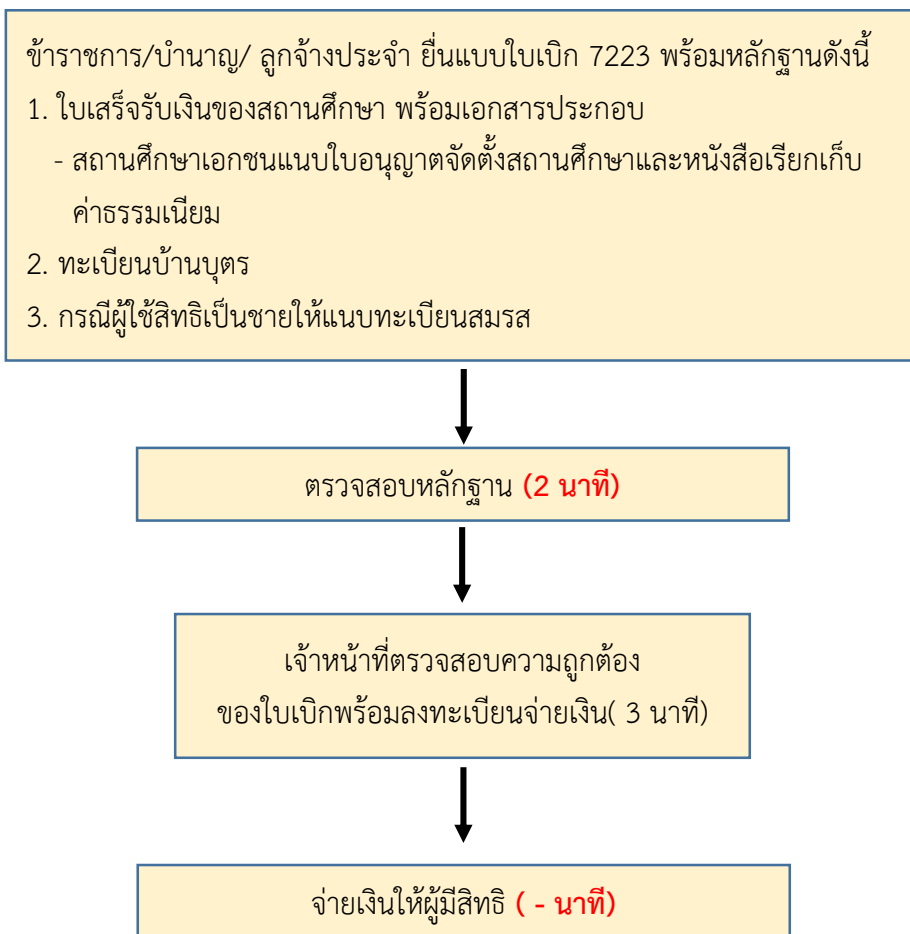 ข้าราชการ/บำนาญ/ ลูกจ้างประจำ ยื่นแบบใบเบิก 7223 พร้อมหลักฐานดังนี้
1. ใบเสร็จรับเงินของสถานศึกษา พร้อมเอกสารประกอบ
- สถานศึกษาเอกชนแนบใบอนุญาตจัดตั้งสถานศึกษาและหนังสือเรียกเก็บ
ค่าธรรมเนียม
2. ทะเบียนบ้านบุตร
3. กรณีผู้ใช้สิทธิเป็นชายให้แนบทะเบียนสมรส
ตรวจสอบหลักฐาน (2 นาที)
เจ้าหน้าที่ตรวจสอบความถูกต้อง
ของใบเบิกพร้อมลงทะเบียนจ่ายเงิน( 3 นาที)
จ่ายเงินให้ผู้มีสิทธิ ( - นาที)